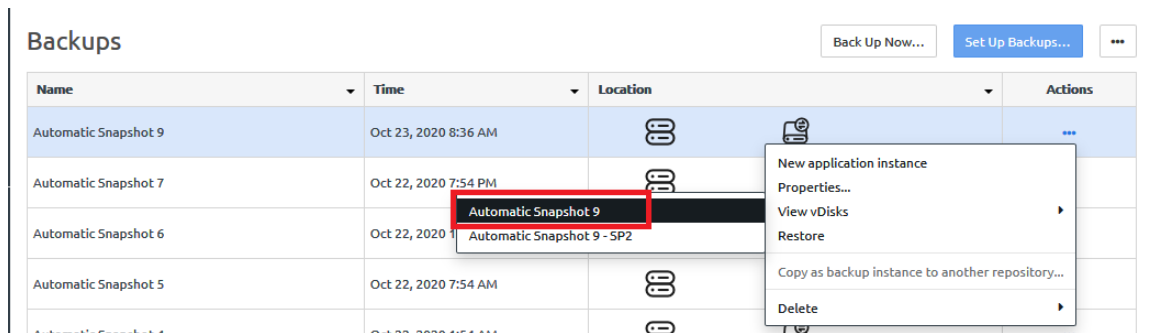 Backups
Back Up Now...
Set Up Backups...
Name
Time
Location
Actions
Automatic Snapshot 9
Oct 23, 2020 8:36 AM
New application instance
Automatic Snapshot 7
Oct 22, 2020 7:54 PM
Properties...
Automatic Snapshot 9
View vDisks
Automatic Snapshot 6
Oct 22, 2020 1
Automatic Snapshot 9 - SP2
Restore
Copy as backup instance to another repository...
Automatic Snapshot 5
Oct 22, 2020 7:54 AM
Delete